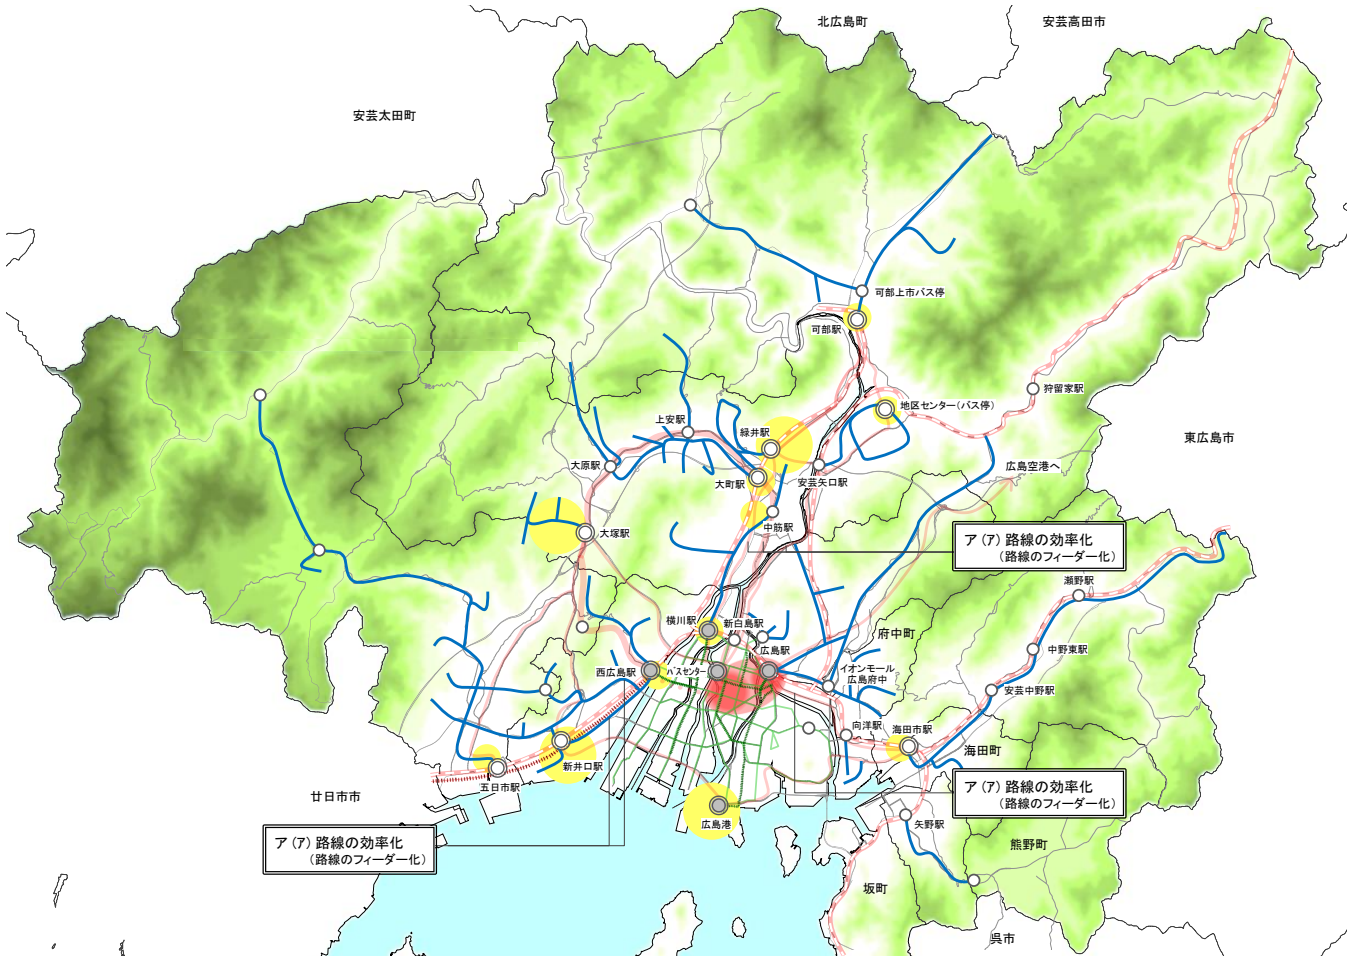 北広島町
安芸高田市
安芸太田町
可部上市バス停
可部駅
狩留家駅
地区センター(バス停)
上安駅
緑井駅
東広島市
大原駅
広島空港へ
大町駅
安芸矢口駅
中筋駅
大塚駅
ア(ア) 路線の効率化
(路線のフィーダー化)
瀬野駅
横川駅
新白島駅
府中町
広島駅
中野東駅
西広島駅
バスセンター
イオンモール
広島府中
安芸中野駅
向洋駅
海田市駅
海田町
新井口駅
五日市駅
廿日市市
ア(ア) 路線の効率化
(路線のフィーダー化)
広島港
矢野駅
ア(ア) 路線の効率化
(路線のフィーダー化)
熊野町
坂町
呉市